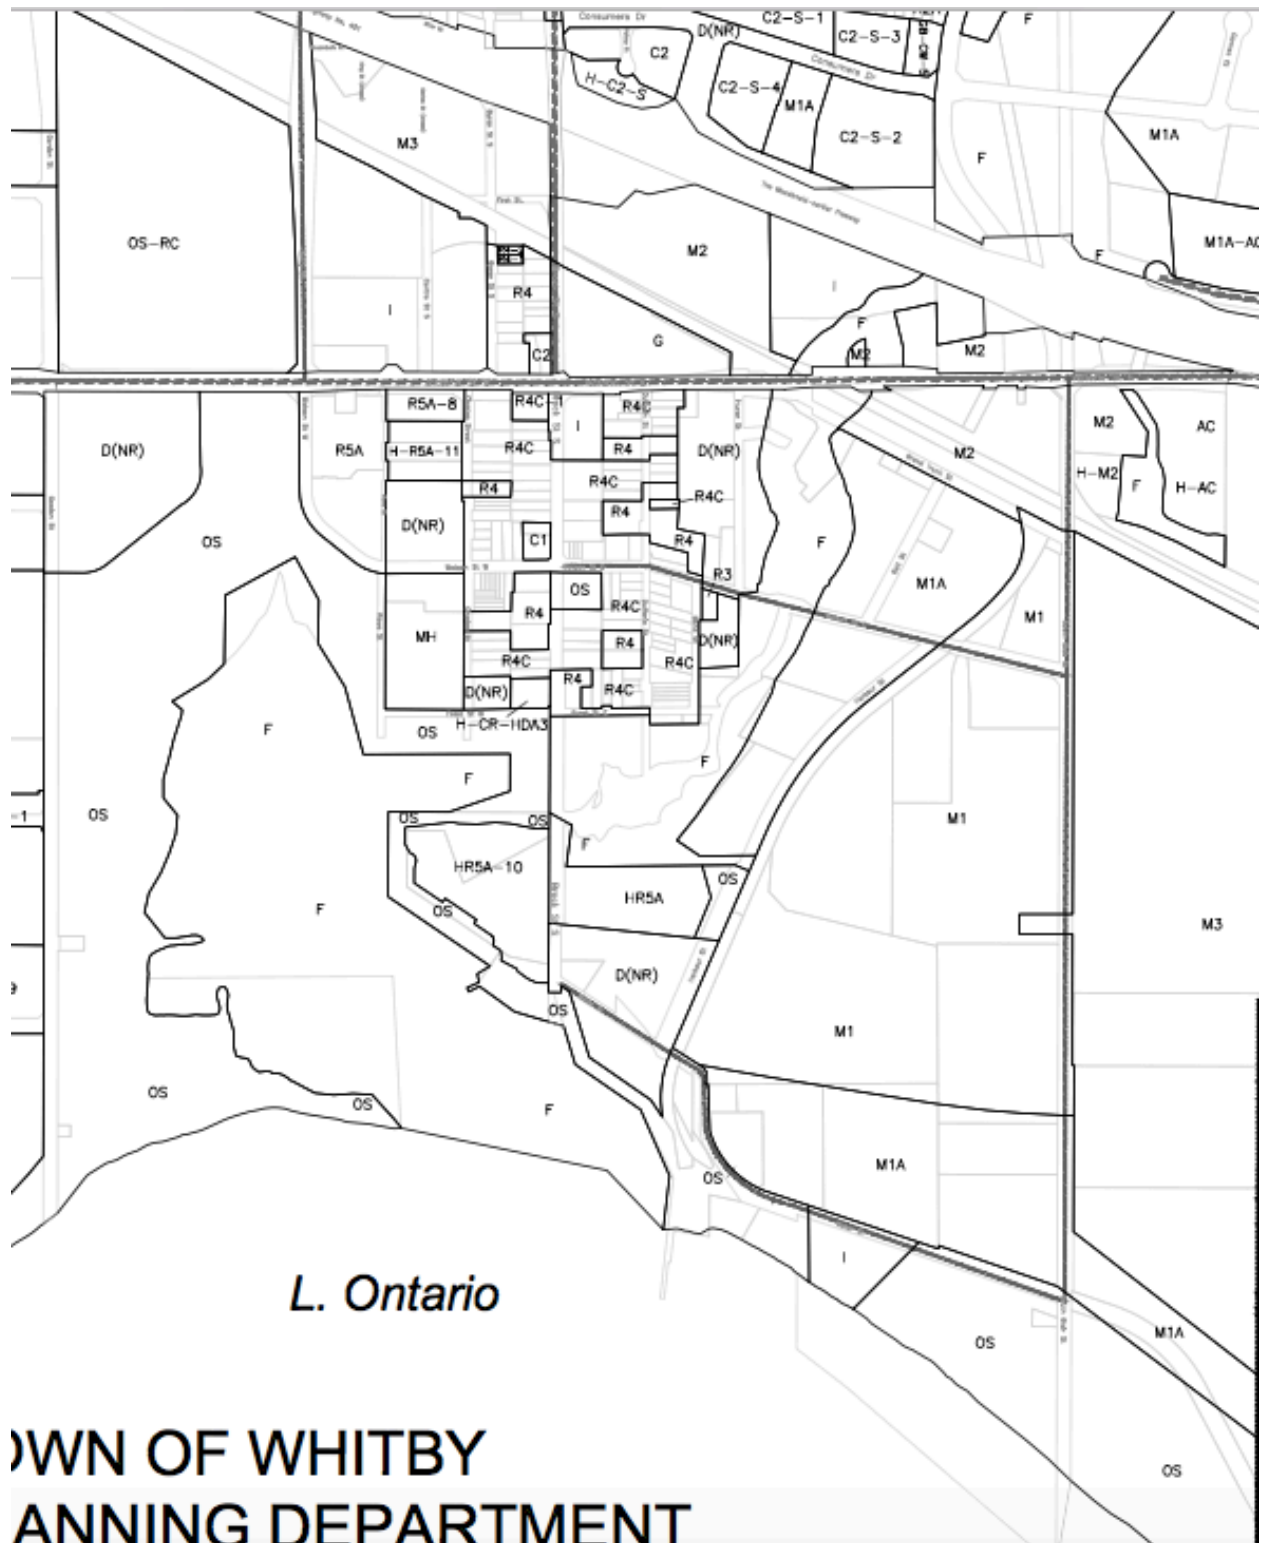 Consumers Dr
C2-S-1
F
D(NR)
C2-S-3
C2
Consumers Dr
H-C2-S
C2-S-4
M1A
C2-S-2
M3
F
M1A
OS-RC
M2
M1A-A
F
R4
I
I
F
G
C2
M2
M2
R5A-8
R4C-1
R4
I
M2
AC
D(NR)
R5A
H-R5A-11
R4C
R4
D(NR)
M2
H-M2
F
H-AC
R4
R4C
R4C
D(NR)
R4
OS
C1
R4
F
R3
M1A
OS
R4
R4C
M1
MH
R4
D(NR)
R4C
R4C
R4
R4C
D(NR)
H-CR-HDA3
F
OS
F
F
-1
OS
OS
OS
M1
F
HR5A-10
OS
HR5A
F
OS
M3
D(NR)
OS
M1
OS
OS
F
M1A
OS
I
L. Ontario
M1A
OS
OWN OF WHITBY
OS
ANNING DEPARTMENT